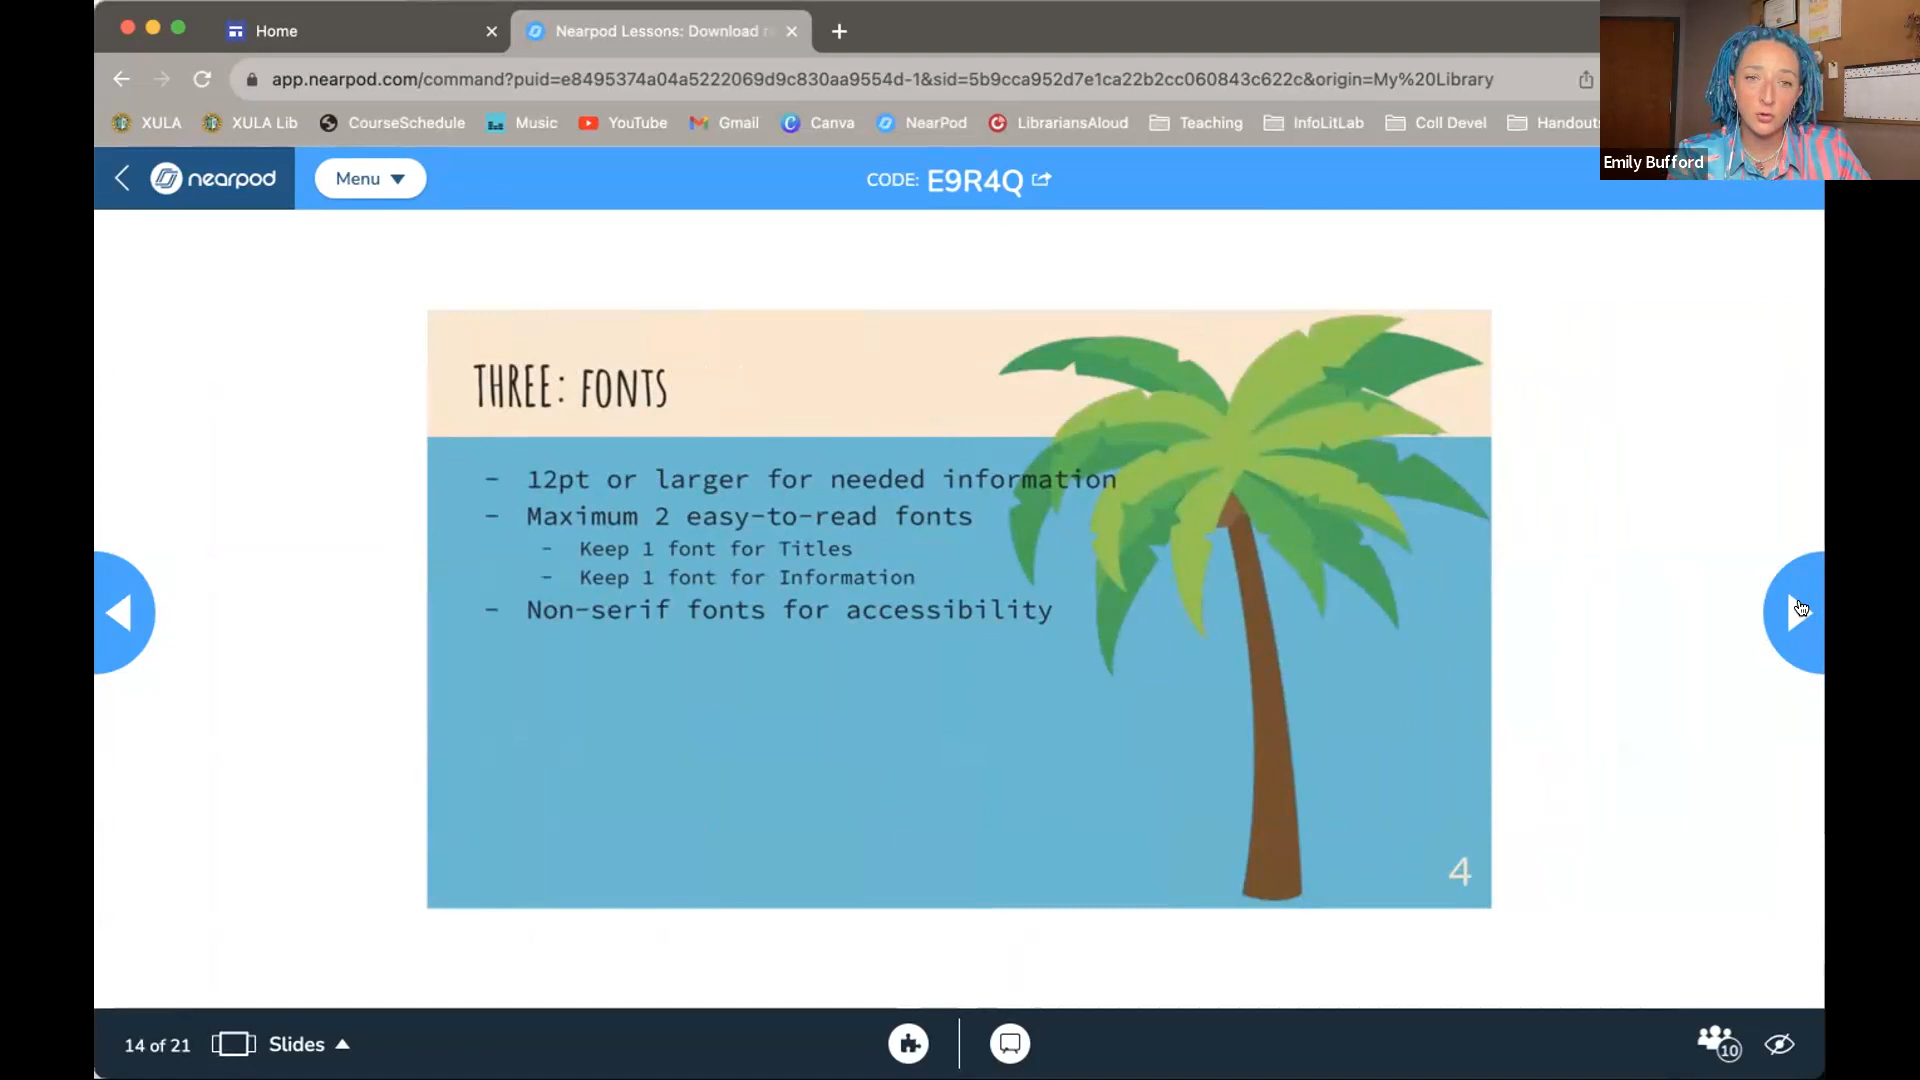 Home
Nearpod Lessons: Download r
app.nearpod.com/command?puid=e8495374a04a5222069d9c830aa9554d-1&sid=5b9cca952d7e1ca22b2cc060843c622c&origin=My%20Library
XULA XULA Lib CourseSchedule Music YouTube Gmail Canva NearPod LibrariansAloud Teaching InfoLitLab Coll Devel Handouts
Emily Bufford
nearpod Menu CODE: E9R4Q
THREE: FONTS
- 12pt or larger for needed information
- Maximum 2 easy-to-read fonts
- Keep 1 font for Titles
- Keep 1 font for Information
- Non-serif fonts for accessibility
4
14 of 21 Slides 10